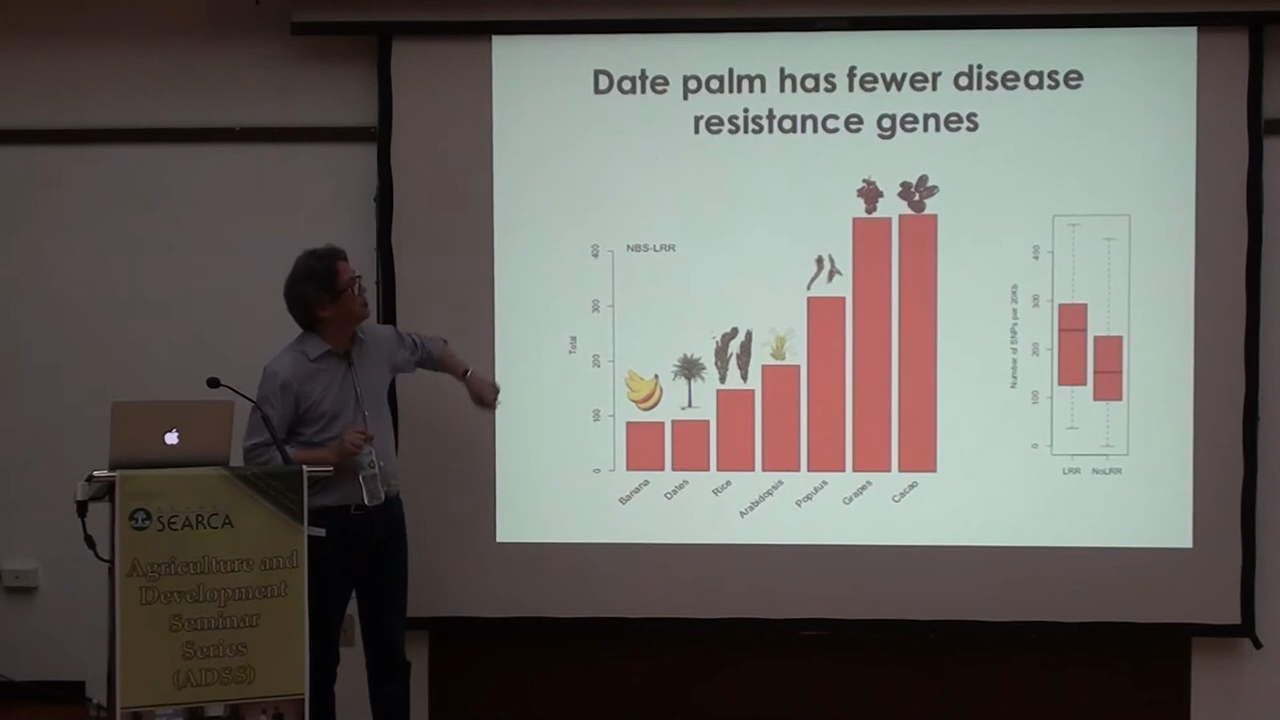 Date palm has fewer disease
resistance genes
NBS-LRR
Total
0
100
200
300
400
Banana
Dates
Rice
Arabidopsis
Populus
Grapes
Cacao
Number of SNPs per 20Kb
0
100
200
300
400
LRR
NoLRR
SEARCA
Agriculture and
Development
Seminar
Series
(ADSS)